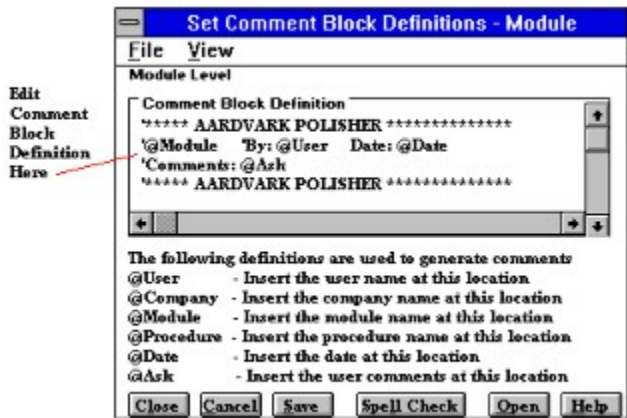 Set Comment Block Definitions - Module
File View
Module Level
Edit
Comment
Block
Definition
Here
Comment Block Definition
'***** AARDVARK POLISHER **************
'@Module 'By: @User Date: @Date
'Comments: @Ask
'***** AARDVARK POLISHER **************
The following definitions are used to generate comments
@User - Insert the user name at this location
@Company - Insert the company name at this location
@Module - Insert the module name at this location
@Procedure - Insert the procedure name at this location
@Date - Insert the date at this location
@Ask - Insert the user comments at this location
Close Cancel Save Spell Check Open Help